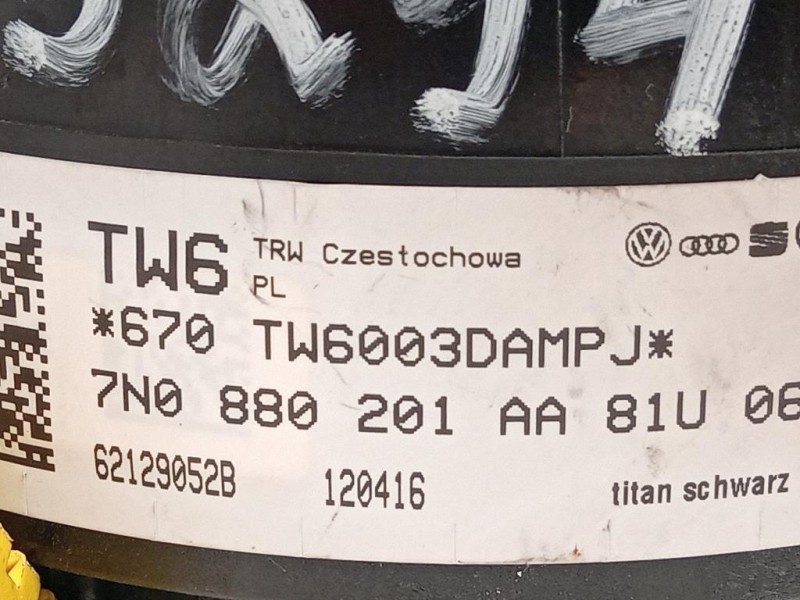 TW6
TRW Czestochowa
PL
*670 TW6003DAMPJ*
7N0 880 201 AA 81U 06
62129052B 120416
titan schwarz